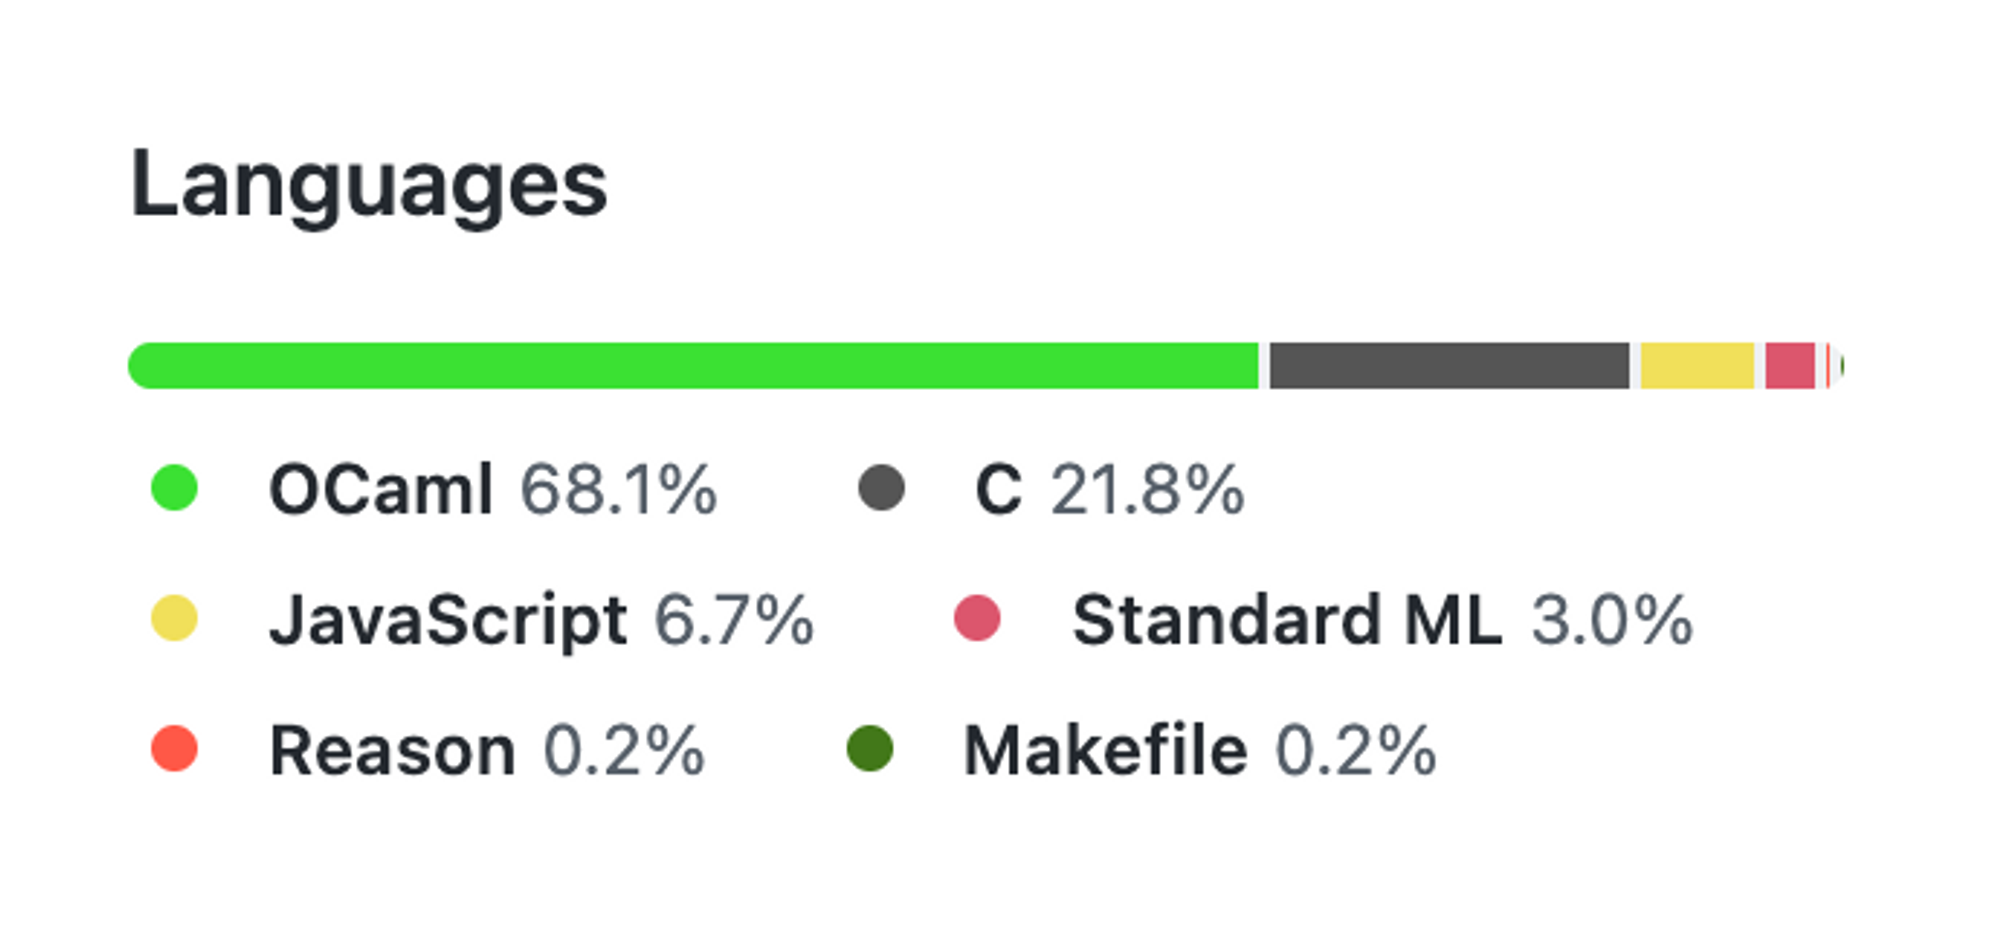 Languages
OCaml 68.1% C 21.8%
JavaScript 6.7% Standard ML 3.0%
Reason 0.2% Makefile 0.2%